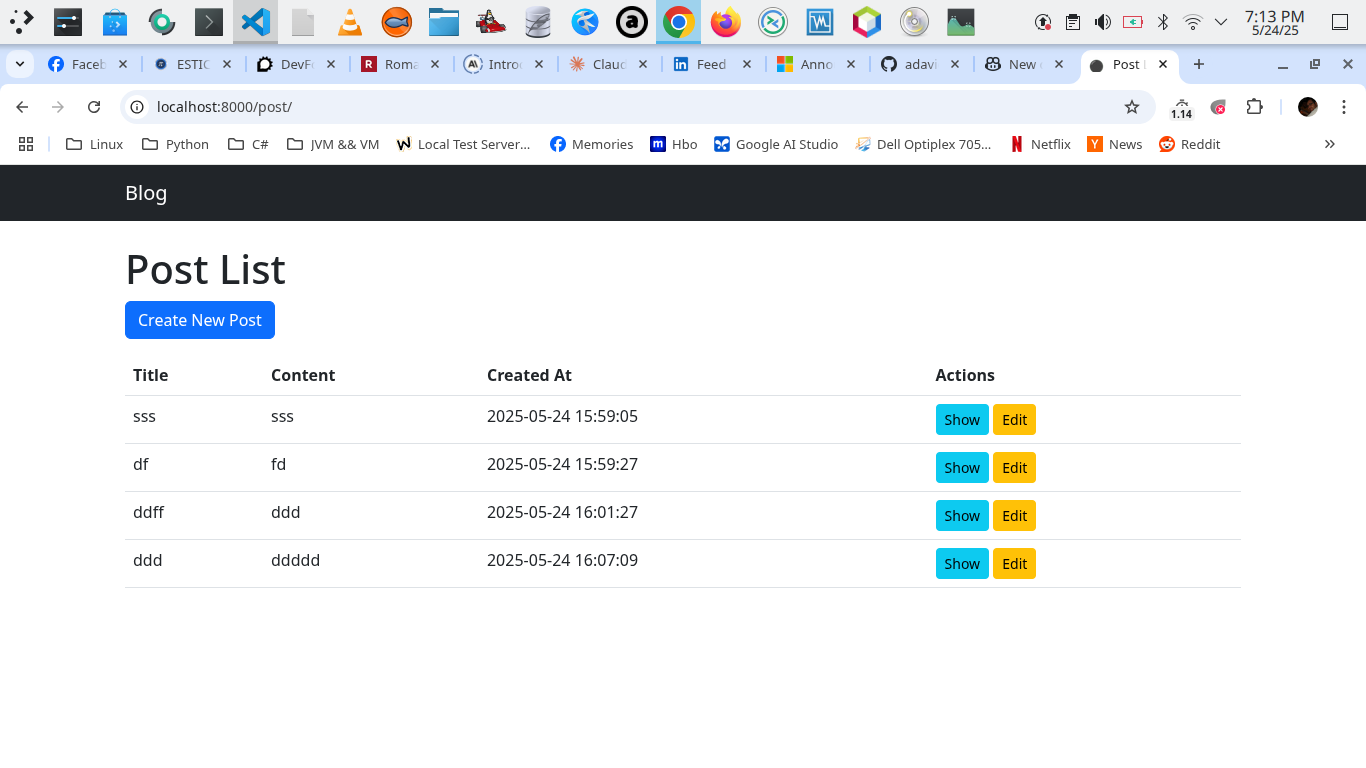 7:13 PM
5/24/25
Faceb
ESTIC
DevFo
Roma
Introd
Claud
Feed
Anno
adavi
New c
Post L
localhost:8000/post/
1.14
Linux
Python
C#
JVM && VM
Local Test Server...
Memories
Hbo
Google AI Studio
Dell Optiplex 705...
Netflix
News
Reddit
Blog
Post List
Create New Post
Title Content Created At Actions
sss sss 2025-05-24 15:59:05 Show Edit
df fd 2025-05-24 15:59:27 Show Edit
ddff ddd 2025-05-24 16:01:27 Show Edit
ddd ddddd 2025-05-24 16:07:09 Show Edit